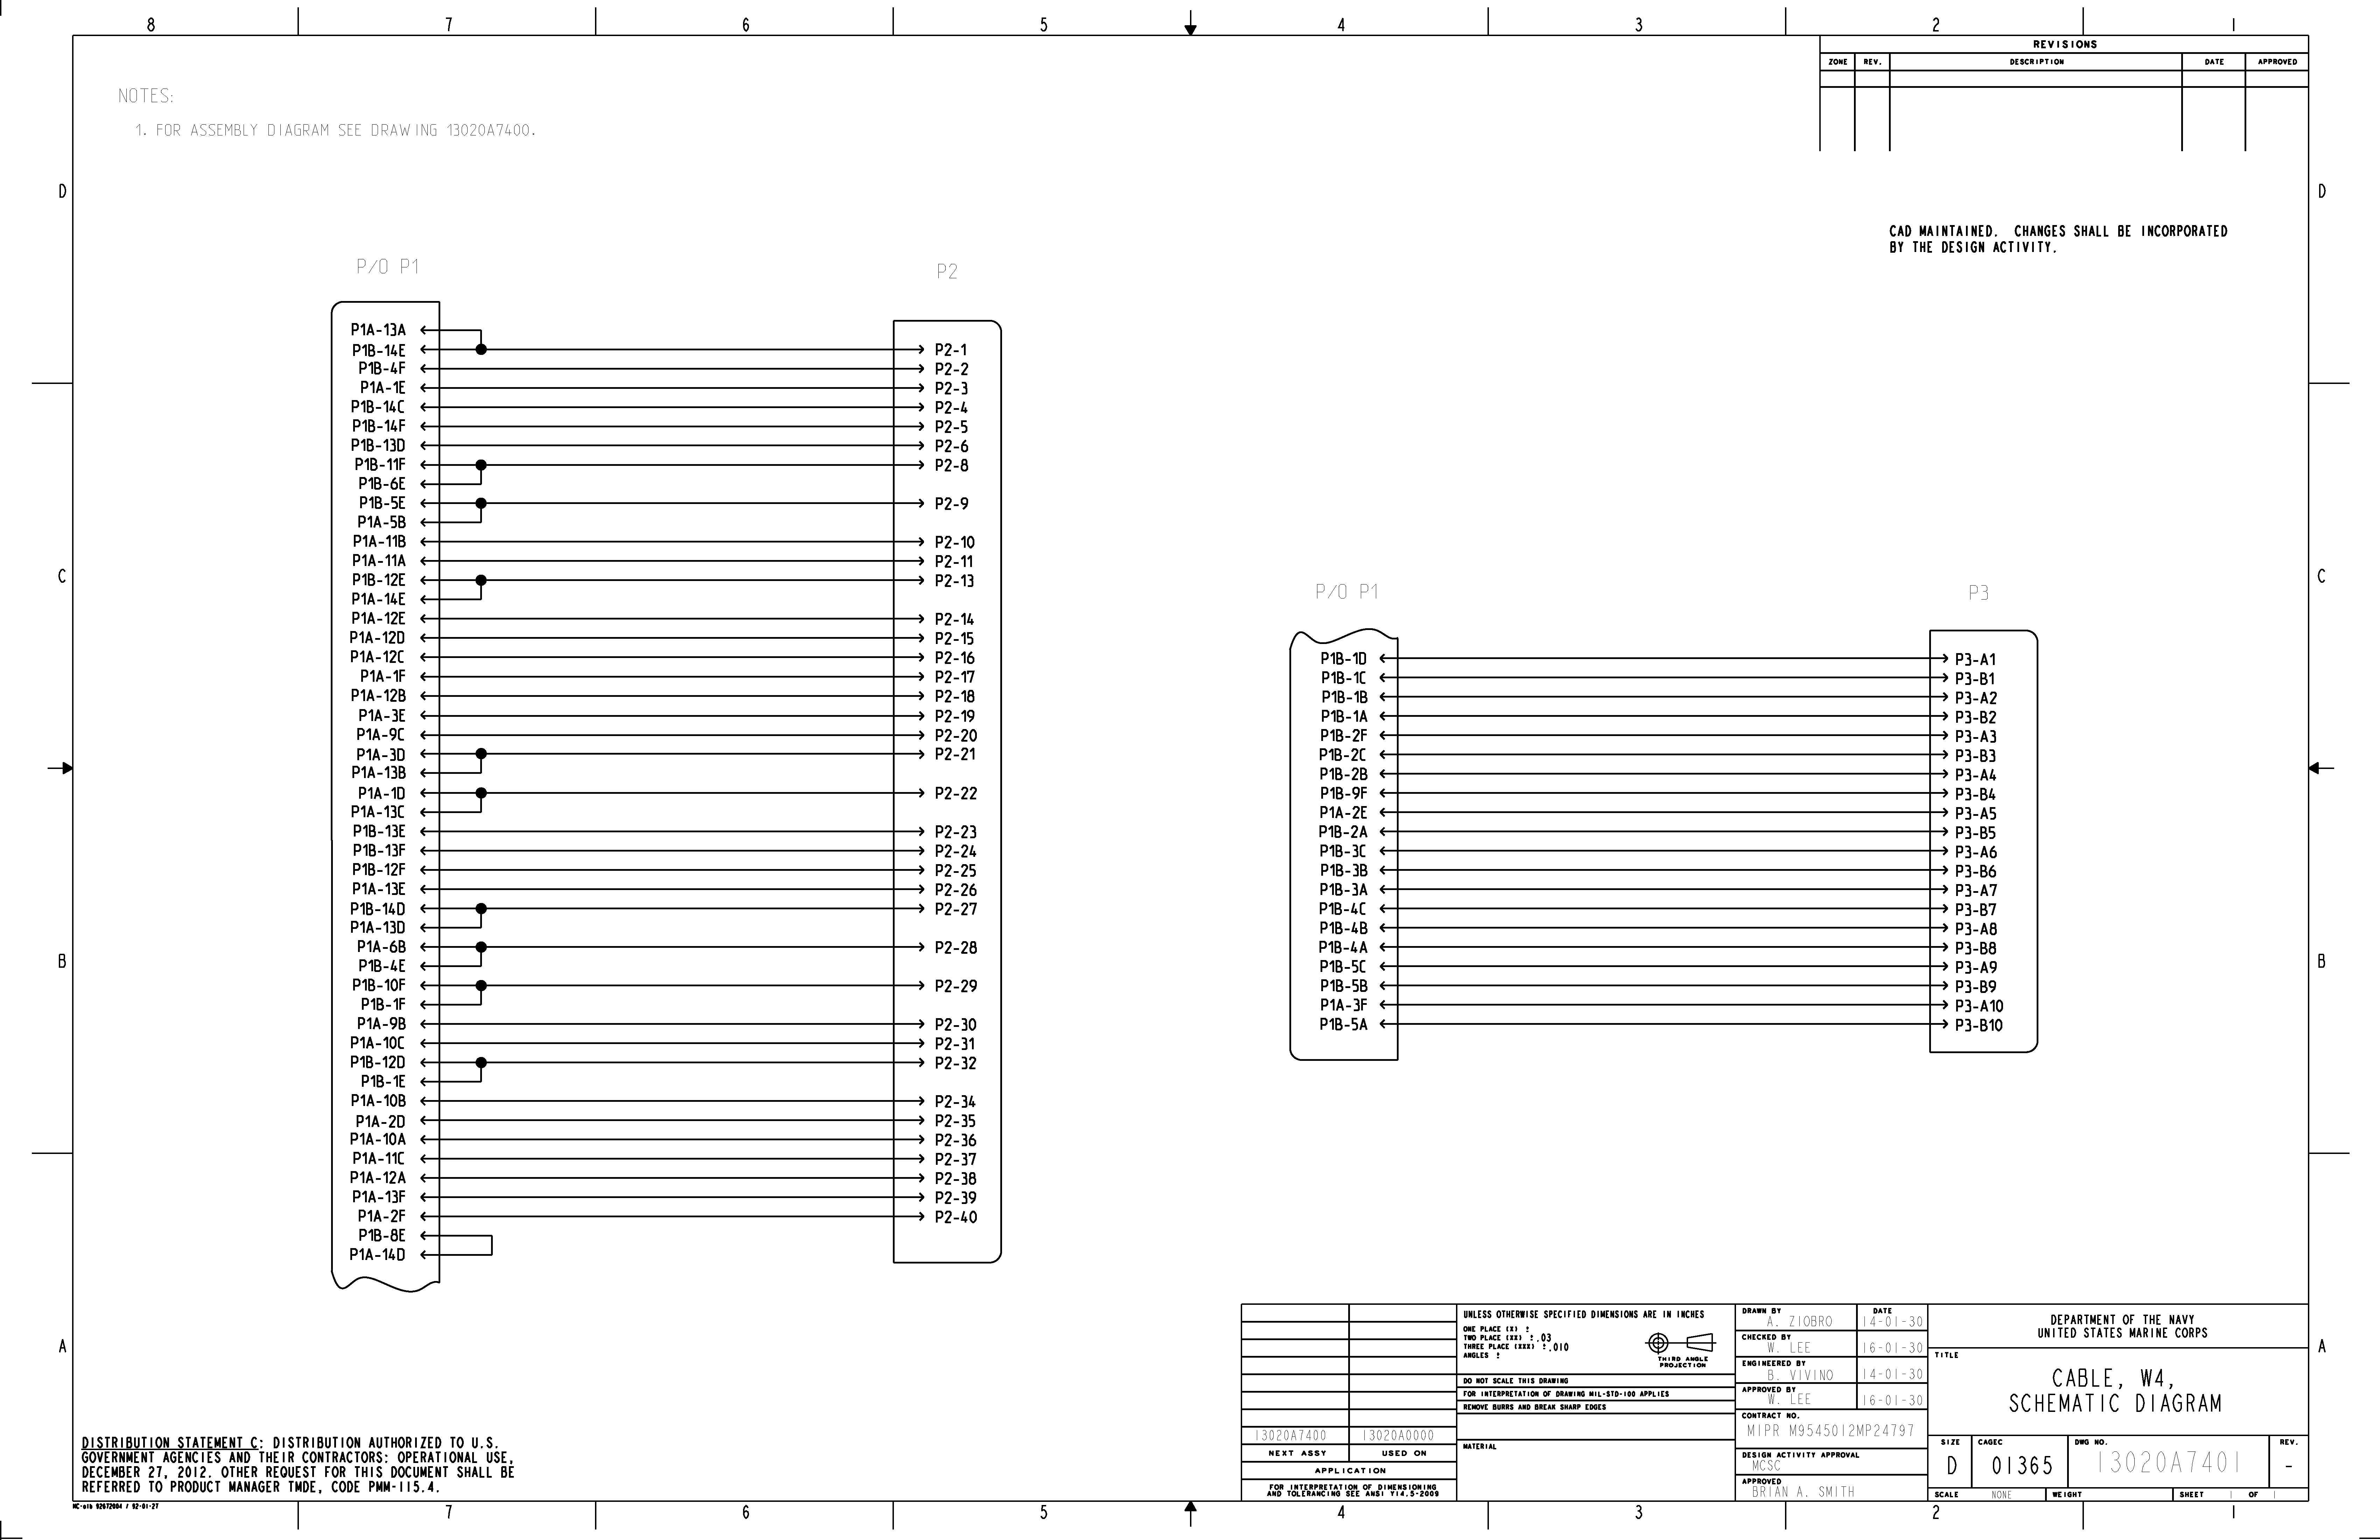 8 7 6 5 4 3 2 1
REVISIONS
ZONE REV. DESCRIPTION DATE APPROVED
NOTES:
1. FOR ASSEMBLY DIAGRAM SEE DRAWING 13020A7400.
D D
CAD MAINTAINED. CHANGES SHALL BE INCORPORATED
BY THE DESIGN ACTIVITY.
P/O P1 P2
P1A-13A
P1B-14E P2-1
P1B-4F P2-2
P1A-1E P2-3
P1B-14C P2-4
P1B-14F P2-5
P1B-13D P2-6
P1B-11F P2-8
P1B-6E
P1B-5E P2-9
P1A-5B
P1A-11B P2-10
P1A-11A P2-11
P1B-12E P2-13
P1A-14E
P1A-12E P2-14
P1A-12D P2-15
P1A-12C P2-16
P1A-1F P2-17
P1A-12B P2-18
P1A-3E P2-19
P1A-9C P2-20
P1A-3D P2-21
P1A-13B
P1A-1D P2-22
P1A-13C
P1B-13E P2-23
P1B-13F P2-24
P1B-12F P2-25
P1A-13E P2-26
P1B-14D P2-27
P1A-13D
P1A-6B P2-28
P1B-4E
P1B-10F P2-29
P1B-1F
P1A-9B P2-30
P1A-10C P2-31
P1B-12D P2-32
P1B-1E
P1A-10B P2-34
P1A-2D P2-35
P1A-10A P2-36
P1A-11C P2-37
P1A-12A P2-38
P1A-13F P2-39
P1A-2F P2-40
P1B-8E
P1A-14D
C C
P/O P1 P3
P1B-1D P3-A1
P1B-1C P3-B1
P1B-1B P3-A2
P1B-1A P3-B2
P1B-2F P3-A3
P1B-2C P3-B3
P1B-2B P3-A4
P1B-9F P3-B4
P1A-2E P3-A5
P1B-2A P3-B5
P1B-3C P3-A6
P1B-3B P3-B6
P1B-3A P3-A7
P1B-4C P3-B7
P1B-4B P3-A8
P1B-4A P3-B8
P1B-5C P3-A9
P1B-5B P3-B9
P1A-3F P3-A10
P1B-5A P3-B10
B B
A A
DISTRIBUTION STATEMENT C: DISTRIBUTION AUTHORIZED TO U.S.
GOVERNMENT AGENCIES AND THEIR CONTRACTORS: OPERATIONAL USE,
DECEMBER 27, 2012. OTHER REQUEST FOR THIS DOCUMENT SHALL BE
REFERRED TO PRODUCT MANAGER TMDE, CODE PMM-115.4.
13020A7400 13020A0000
NEXT ASSY USED ON
APPLICATION
FOR INTERPRETATION OF DIMENSIONING
AND TOLERANCING SEE ANSI Y14.5-2009
UNLESS OTHERWISE SPECIFIED DIMENSIONS ARE IN INCHES
ONE PLACE (X) ±
TWO PLACE (XX) ±.03
THREE PLACE (XXX) ±.010
ANGLES ±
THIRD ANGLE
PROJECTION
DO NOT SCALE THIS DRAWING
FOR INTERPRETATION OF DRAWING MIL-STD-100 APPLIES
REMOVE BURRS AND BREAK SHARP EDGES
MATERIAL
DRAWN BY DATE
A. ZIOBRO 14-01-30
CHECKED BY
W. LEE 16-01-30
ENGINEERED BY
B. VIVINO 14-01-30
APPROVED BY
W. LEE 16-01-30
CONTRACT NO.
MIPR M9545012MP24797
DESIGN ACTIVITY APPROVAL
MCSC
APPROVED
BRIAN A. SMITH
DEPARTMENT OF THE NAVY
UNITED STATES MARINE CORPS
TITLE
CABLE, W4,
SCHEMATIC DIAGRAM
SIZE CAGEC DWG NO. REV.
D 01365 13020A7401 -
SCALE NONE WEIGHT SHEET 1 OF 1
7 6 5 4 3 2 1